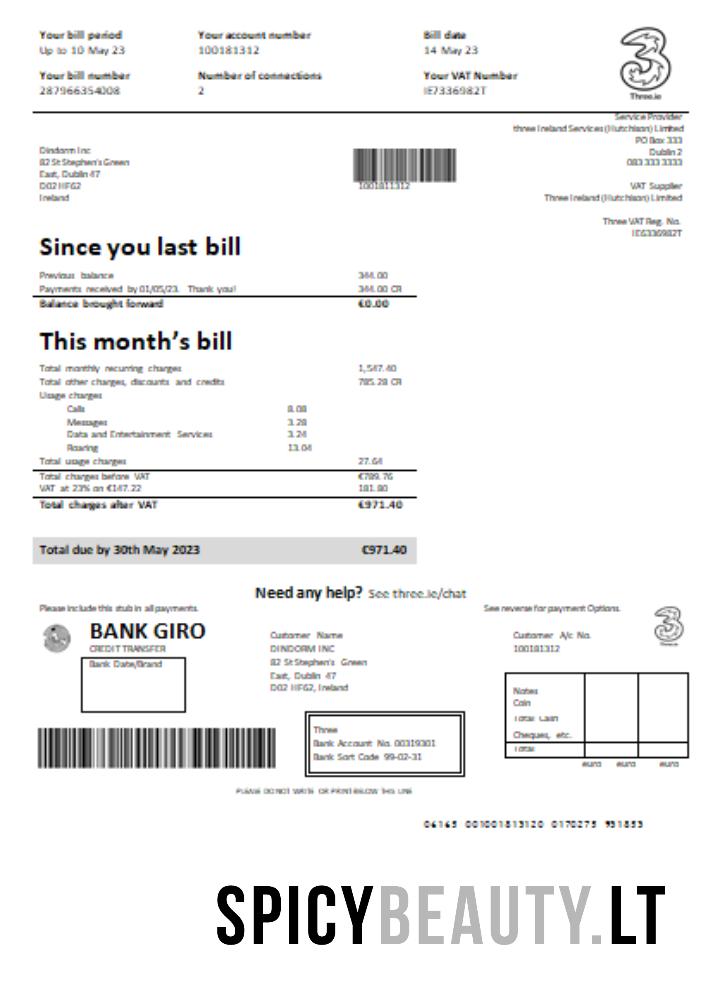 Your bill period
Up to 10 May 23
Your account number
100181312
Bill date
14 May 23
Your bill number
287966354008
Number of connections
2
Your VAT Number
IE7336982T
Three.ie
Service Provider
three Ireland Services (Hutchison) Limited
PO Box 333
Dublin 2
083 333 3333
VAT Supplier
Three Ireland (Hutchison) Limited
Three VAT Reg. No.
IE6336982T
Dindorm Inc
82 St Stephen's Green
East, Dublin 47
D02 HF62
Ireland
1001811312
Since you last bill
Previous balance 344.00
Payments received by 01/05/23. Thank you! 344.00 CR
Balance brought forward €0.00
This month's bill
Total monthly recurring charges 1,547.40
Total other charges, discounts and credits 785.28 CR
Usage charges
Calls 8.08
Messages 3.28
Data and Entertainment Services 3.24
Roaring 13.04
Total usage charges 27.64
Total charges before VAT €789.76
VAT at 23% on €147.22 181.80
Total charges after VAT €971.40
Total due by 30th May 2023 €971.40
Need any help? See three.ie/chat
Please include this stub in all payments.
See reverse for payment Options.
BANK GIRO
CREDIT TRANSFER
Bank Date/Brand
Customer Name
DINDORM INC
82 St Stephen's Green
East, Dublin 47
D02 HF62, Ireland
Customer A/c No.
100181312
Three
Bank Account No. 00319301
Bank Sort Code 99-02-31
Notes
Coin
Total Cash
Cheques, etc.
Total
euro euro euro
PLEASE DO NOT WRITE OR PRINT BELOW THIS LINE
06165 001001813120 0170275 931853
SPICYBEAUTY.LT